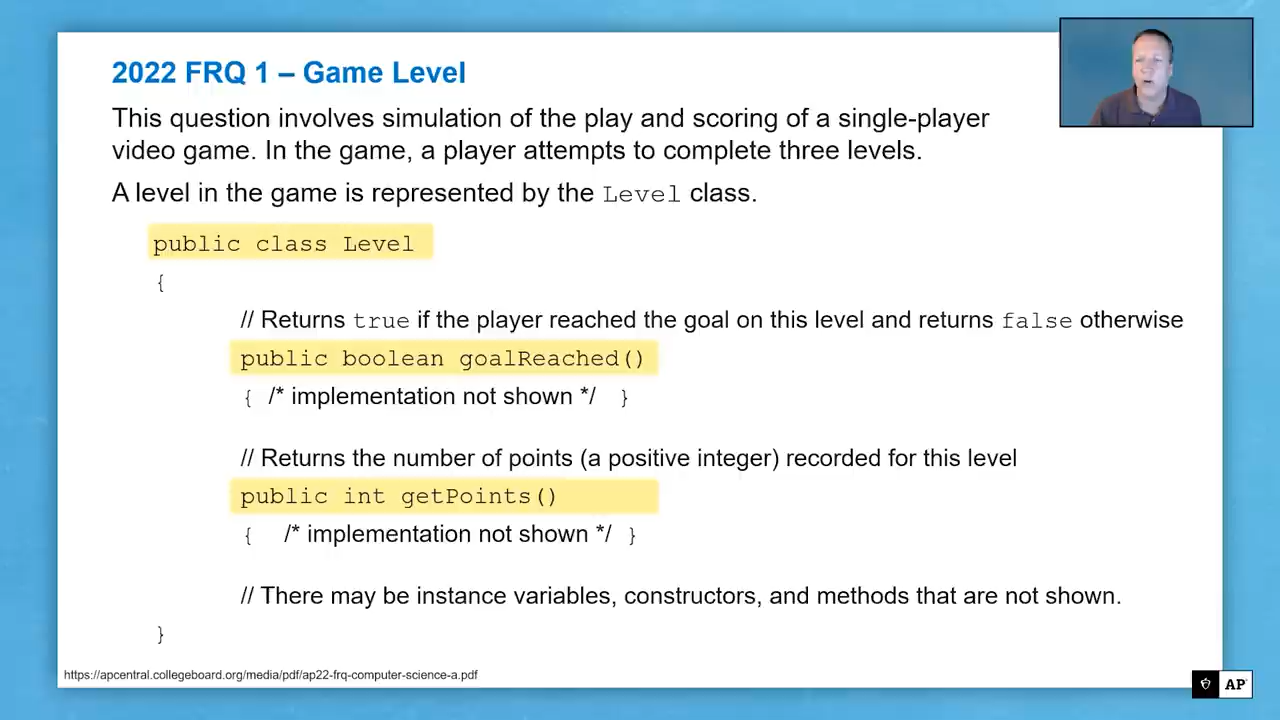 2022 FRQ 1 – Game Level
This question involves simulation of the play and scoring of a single-player
video game. In the game, a player attempts to complete three levels.
A level in the game is represented by the Level class.
public class Level
{
// Returns true if the player reached the goal on this level and returns false otherwise
public boolean goalReached()
{ /* implementation not shown */ }
// Returns the number of points (a positive integer) recorded for this level
public int getPoints()
{ /* implementation not shown */ }
// There may be instance variables, constructors, and methods that are not shown.
}
https://apcentral.collegeboard.org/media/pdf/ap22-frq-computer-science-a.pdf
AP